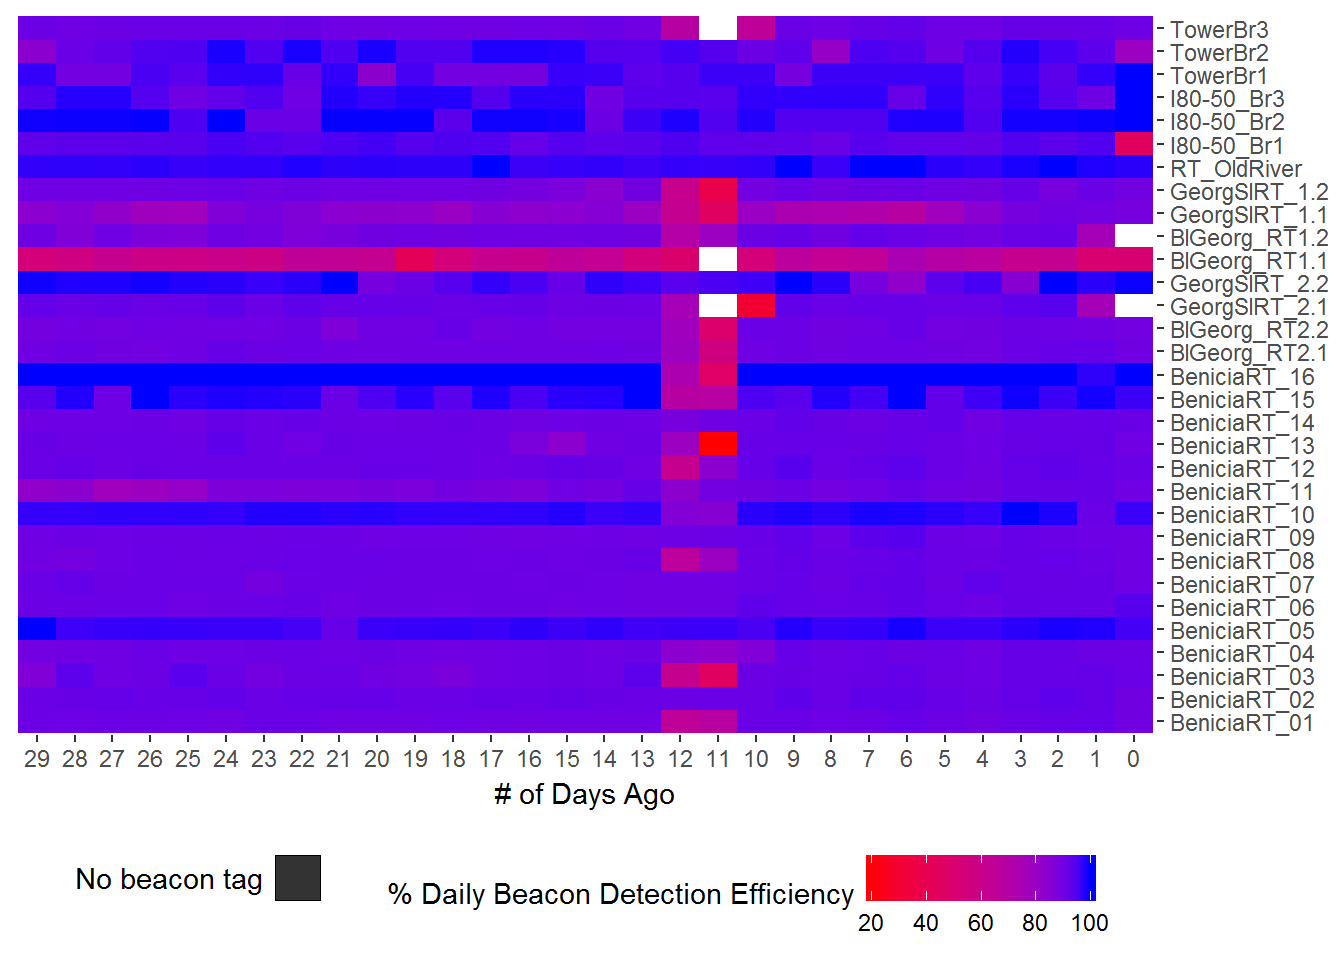 TowerBr3
TowerBr2
TowerBr1
I80-50_Br3
I80-50_Br2
I80-50_Br1
RT_OldRiver
GeorgSlRT_1.2
GeorgSlRT_1.1
BlGeorg_RT1.2
BlGeorg_RT1.1
GeorgSlRT_2.2
GeorgSlRT_2.1
BlGeorg_RT2.2
BlGeorg_RT2.1
BeniciaRT_16
BeniciaRT_15
BeniciaRT_14
BeniciaRT_13
BeniciaRT_12
BeniciaRT_11
BeniciaRT_10
BeniciaRT_09
BeniciaRT_08
BeniciaRT_07
BeniciaRT_06
BeniciaRT_05
BeniciaRT_04
BeniciaRT_03
BeniciaRT_02
BeniciaRT_01
29 28 27 26 25 24 23 22 21 20 19 18 17 16 15 14 13 12 11 10 9 8 7 6 5 4 3 2 1 0
# of Days Ago
No beacon tag
% Daily Beacon Detection Efficiency
20 40 60 80 100